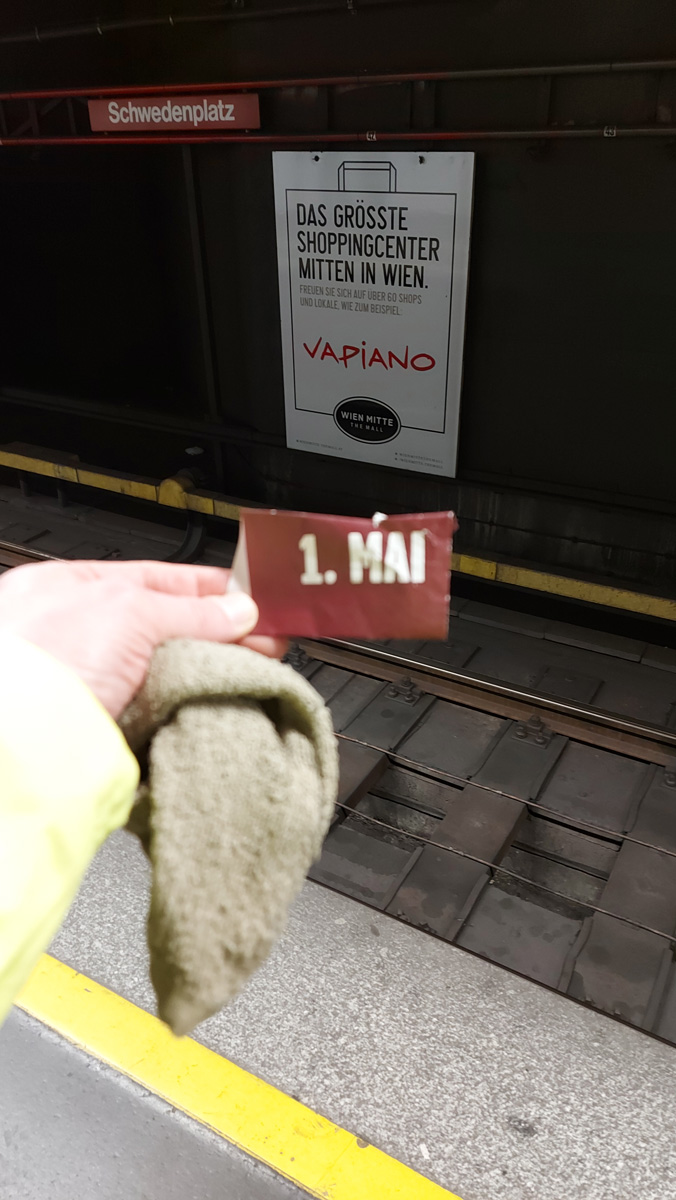 Schwedenplatz
DAS GRÖSSTE
SHOPPINGCENTER
MITTEN IN WIEN.
FREUEN SIE SICH AUF ÜBER 60 SHOPS
UND LOKALE, WIE ZUM BEISPIEL:
VAPIANO
WIEN MITTE
THE MALL
1. MAI